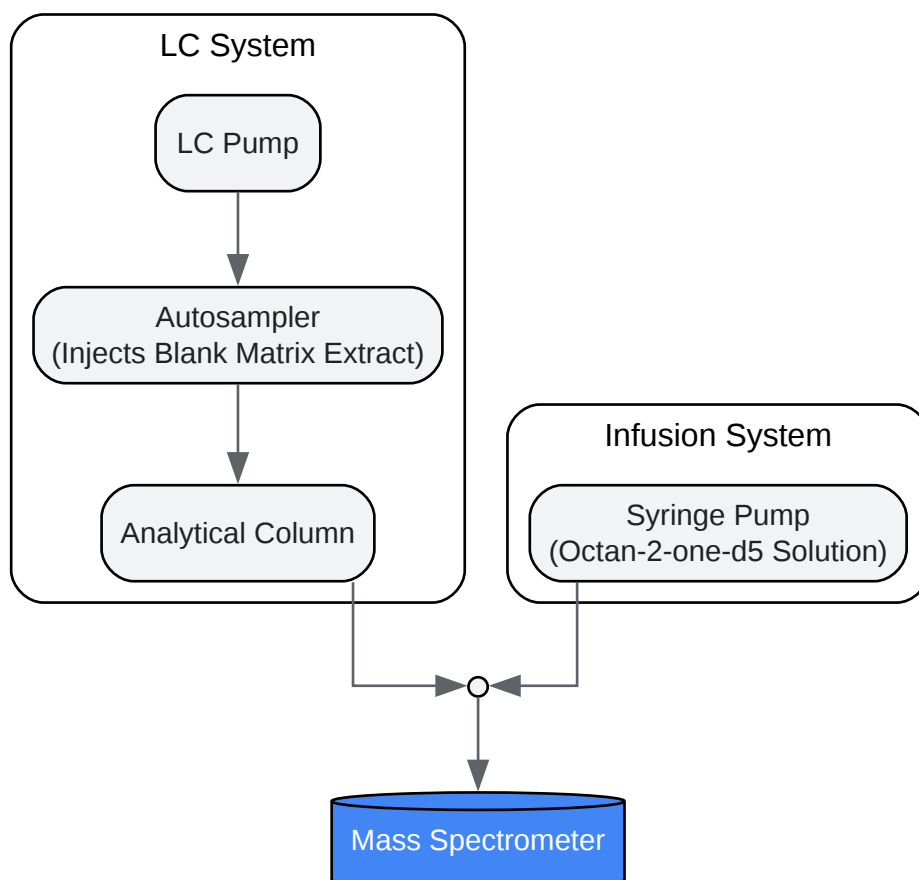 LC System
LC Pump
Autosampler
(Injects Blank Matrix Extract)
Analytical Column
Infusion System
Syringe Pump
(Octan-2-one-d5 Solution)
Mass Spectrometer